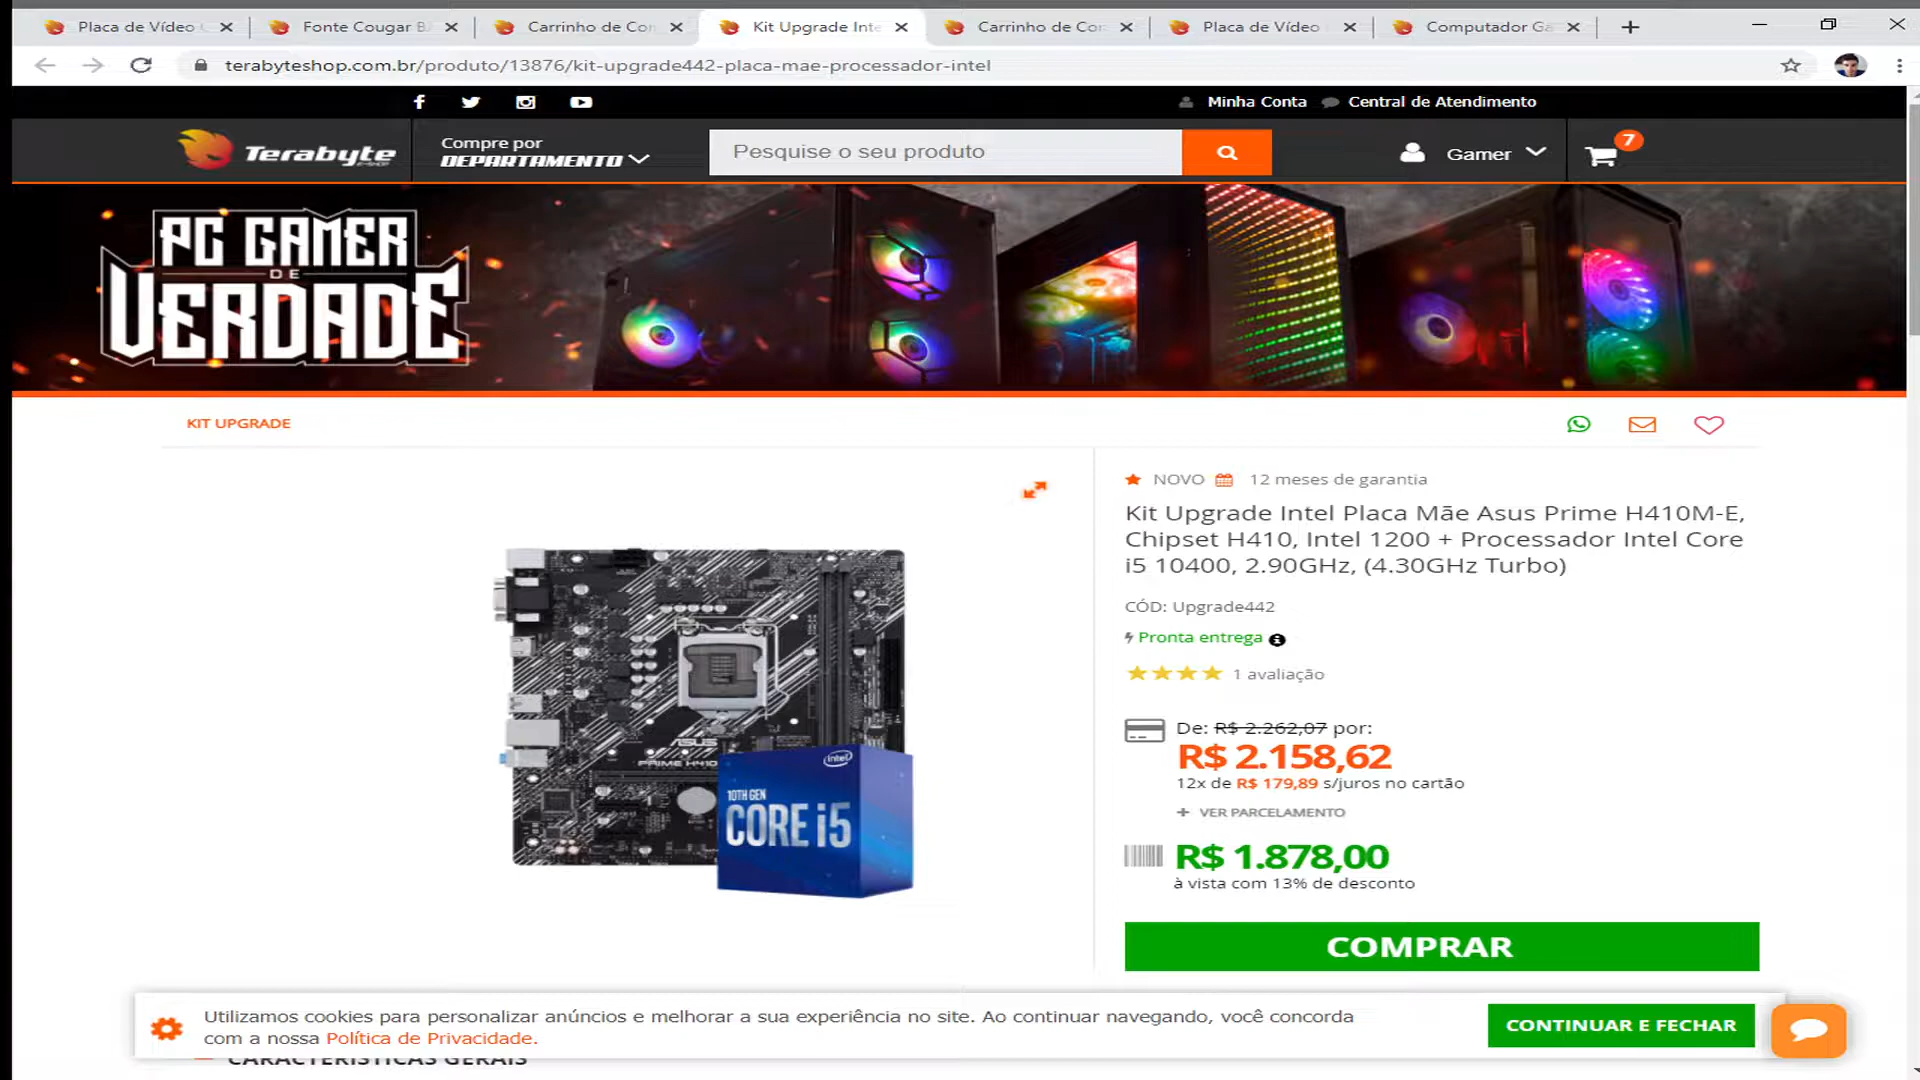 Placa de Vídeo
Fonte Cougar
Carrinho de Co
Kit Upgrade Inte
Carrinho de Co
Placa de Vídeo
Computador Ga
terabyteshop.com.br/produto/13876/kit-upgrade442-placa-mae-processador-intel
Minha Conta
Central de Atendimento
Terabyte
Compre por
DEPARTAMENTO
Pesquise o seu produto
Gamer
7
PC GAMER
DE
VERDADE
KIT UPGRADE
NOVO 12 meses de garantia
Kit Upgrade Intel Placa Mãe Asus Prime H410M-E,
Chipset H410, Intel 1200 + Processador Intel Core
i5 10400, 2.90GHz, (4.30GHz Turbo)
CÓD: Upgrade442
Pronta entrega
1 avaliação
De: R$ 2.262,07 por:
R$ 2.158,62
12x de R$ 179,89 s/juros no cartão
+ VER PARCELAMENTO
R$ 1.878,00
à vista com 13% de desconto
COMPRAR
PRIME H410
intel
10TH GEN
CORE i5
Utilizamos cookies para personalizar anúncios e melhorar a sua experiência no site. Ao continuar navegando, você concorda
com a nossa Política de Privacidade.
CONTINUAR E FECHAR
CARACTERÍSTICAS GERAIS